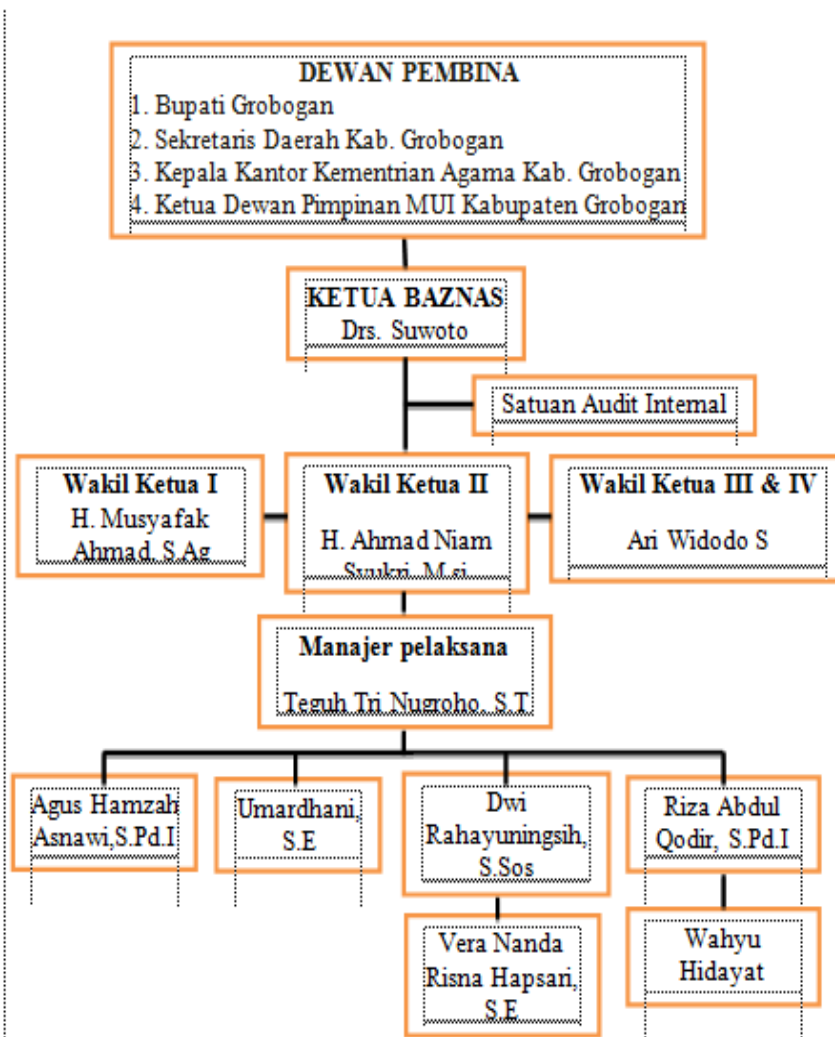 DEWAN PEMBINA
1. Bupati Grobogan
2. Sekretaris Daerah Kab. Grobogan
3. Kepala Kantor Kementrian Agama Kab. Grobogan
4. Ketua Dewan Pimpinan MUI Kabupaten Grobogan
KETUA BAZNAS
Drs. Suwoto
Satuan Audit Internal
Wakil Ketua I
H. Musyafak
Ahmad, S.Ag
Wakil Ketua II
H. Ahmad Niam
Syukri, M.si
Wakil Ketua III & IV
Ari Widodo S
Manajer pelaksana
Teguh Tri Nugroho, S.T
Agus Hamzah
Asnawi,S.Pd.I
Umardhani,
S.E
Dwi
Rahayuningsih,
S.Sos
Riza Abdul
Qodir, S.Pd.I
Vera Nanda
Risna Hapsari,
S.E
Wahyu
Hidayat